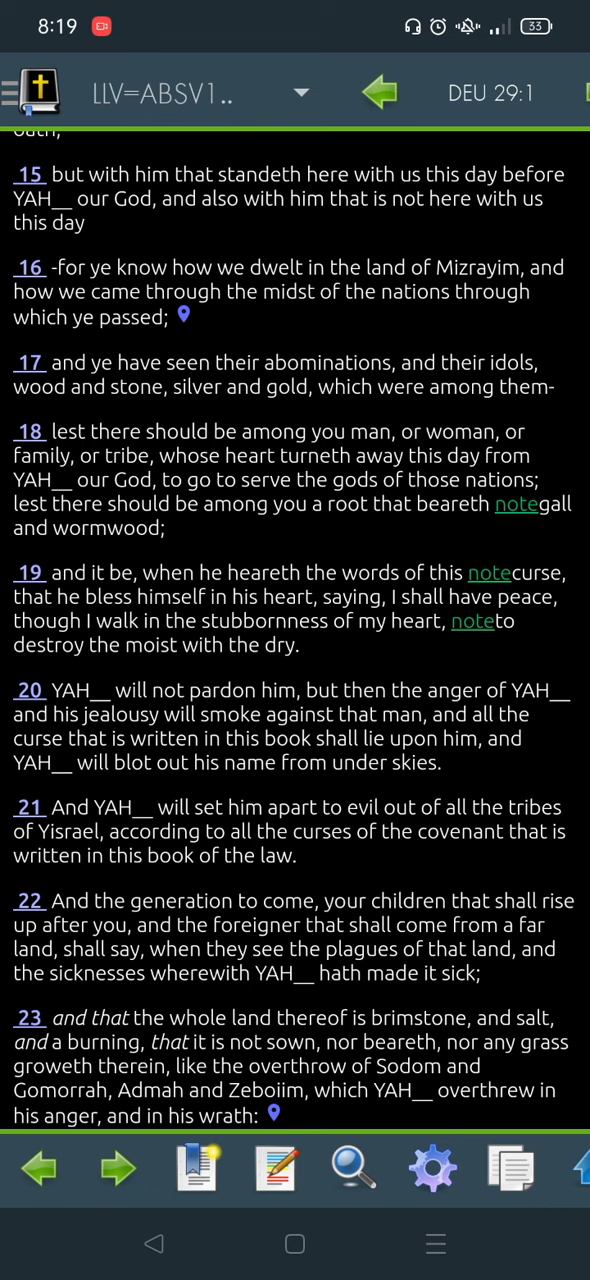 8:19
33
LLV=ABSV1..
DEU 29:1
oath,
15 but with him that standeth here with us this day before
YAH__ our God, and also with him that is not here with us
this day
16 -for ye know how we dwelt in the land of Mizrayim, and
how we came through the midst of the nations through
which ye passed;
17 and ye have seen their abominations, and their idols,
wood and stone, silver and gold, which were among them-
18 lest there should be among you man, or woman, or
family, or tribe, whose heart turneth away this day from
YAH__ our God, to go to serve the gods of those nations;
lest there should be among you a root that beareth notegall
and wormwood;
19 and it be, when he heareth the words of this notecurse,
that he bless himself in his heart, saying, I shall have peace,
though I walk in the stubbornness of my heart, noteto
destroy the moist with the dry.
20 YAH__ will not pardon him, but then the anger of YAH__
and his jealousy will smoke against that man, and all the
curse that is written in this book shall lie upon him, and
YAH__ will blot out his name from under skies.
21 And YAH__ will set him apart to evil out of all the tribes
of Yisrael, according to all the curses of the covenant that is
written in this book of the law.
22 And the generation to come, your children that shall rise
up after you, and the foreigner that shall come from a far
land, shall say, when they see the plagues of that land, and
the sicknesses wherewith YAH__ hath made it sick;
23 and that the whole land thereof is brimstone, and salt,
and a burning, that it is not sown, nor beareth, nor any grass
groweth therein, like the overthrow of Sodom and
Gomorrah, Admah and Zeboiim, which YAH__ overthrew in
his anger, and in his wrath: